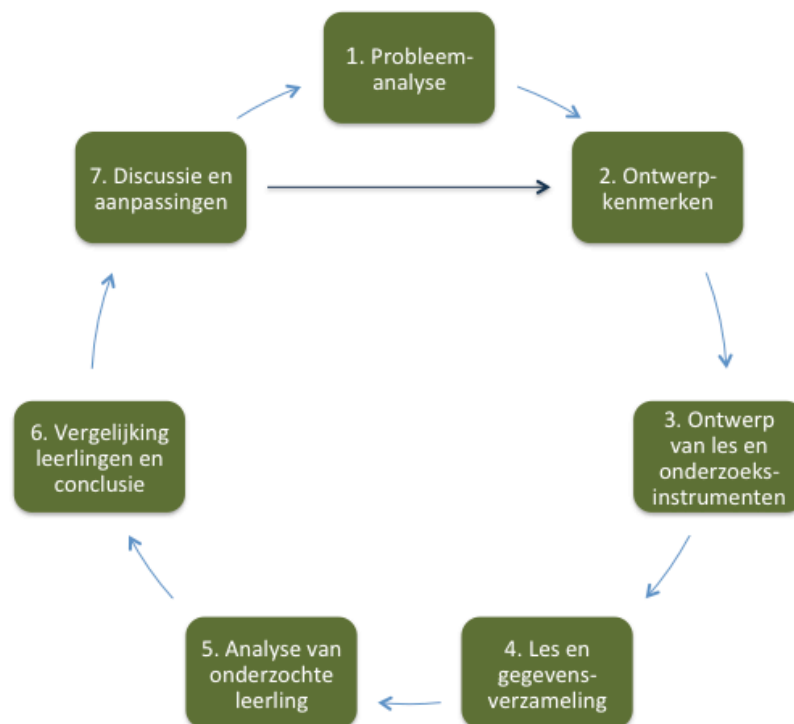 1. Probleem-
analyse
2. Ontwerp-
kenmerken
3. Ontwerp
van les en
onderzoeks-
instrumenten
4. Les en
gegevens-
verzameling
5. Analyse van
onderzochte
leerling
6. Vergelijking
leerlingen en
conclusie
7. Discussie en
aanpassingen